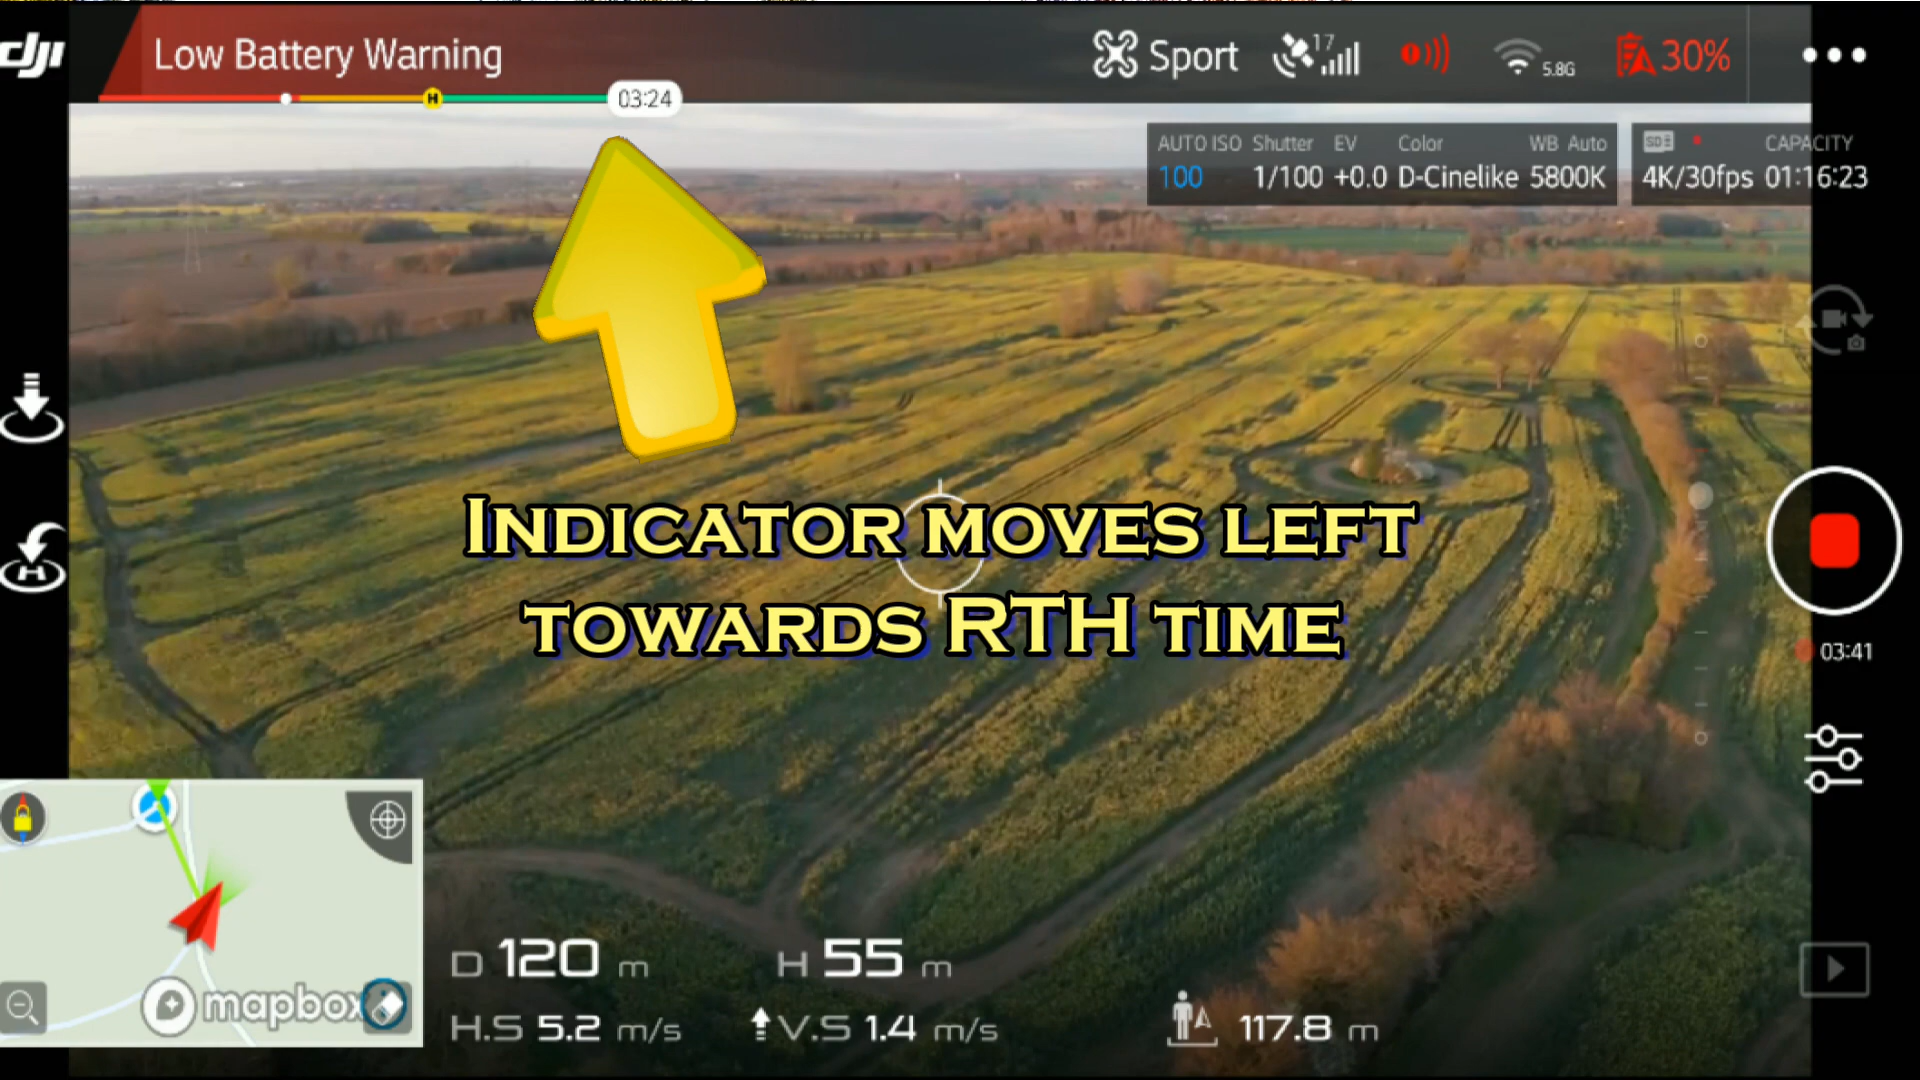 dji
Low Battery Warning
Sport
17
5.8G
30%
H
03:24
AUTO ISO Shutter EV Color WB Auto
100 1/100 +0.0 D-Cinelike 5800K
SD CAPACITY
4K/30fps 01:16:23
H
Indicator moves left
towards RTH time
03:41
mapbox
D 120 m H 55 m
H.S 5.2 m/s V.S 1.4 m/s 117.8 m